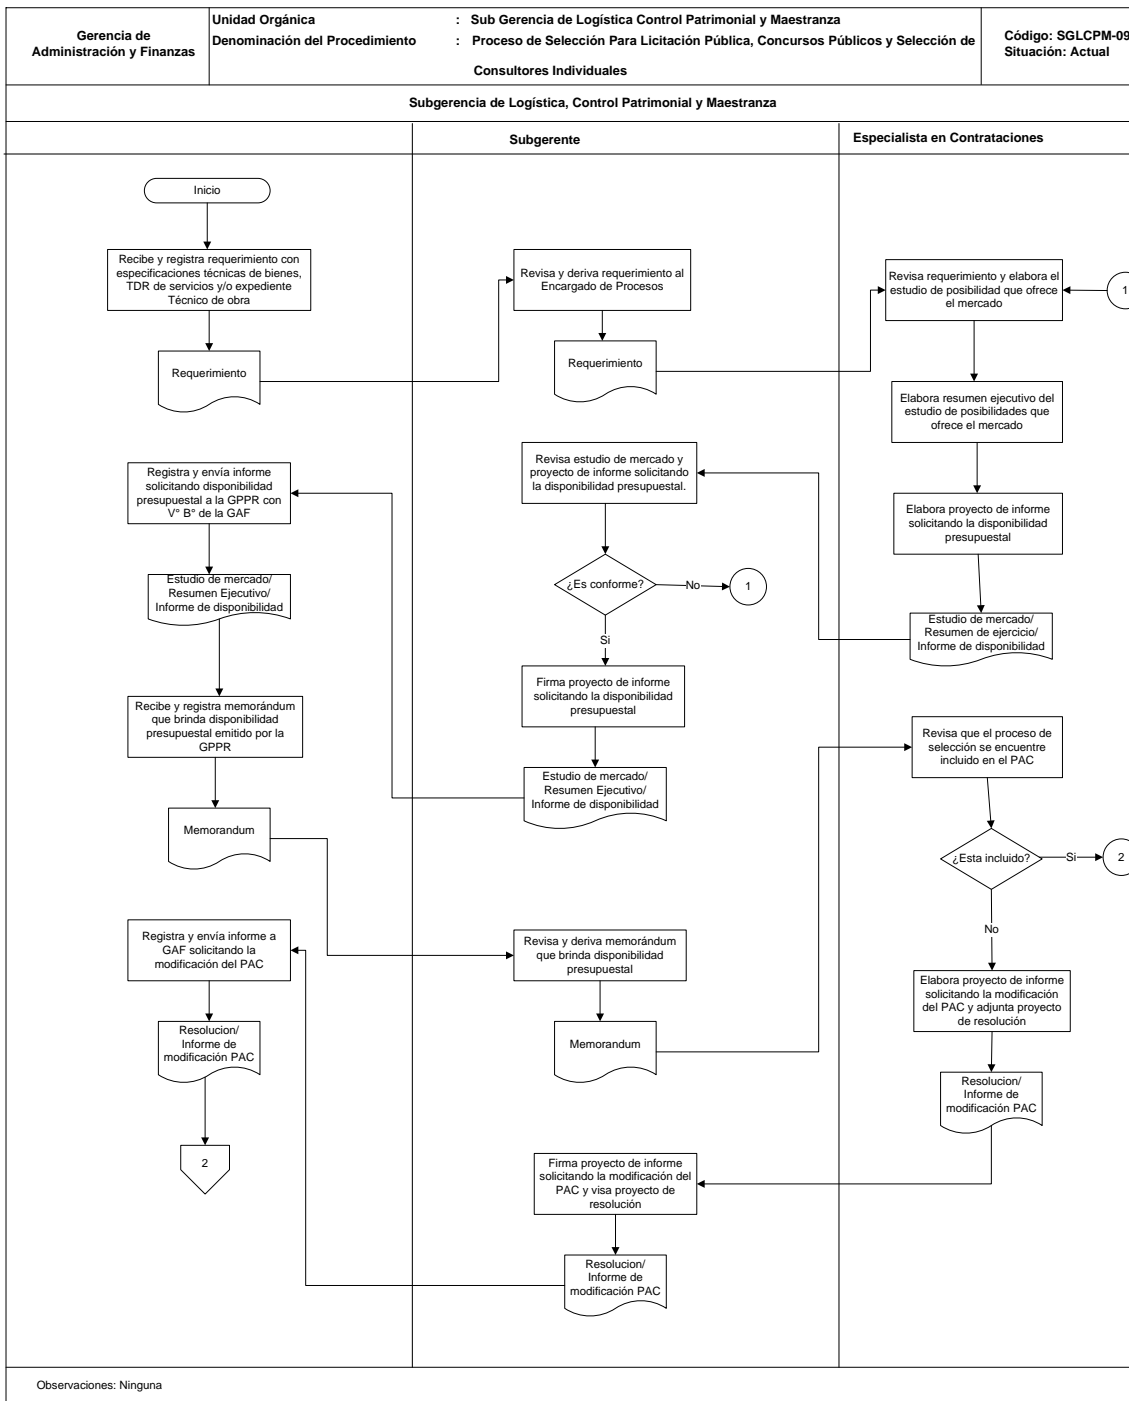 Gerencia de
Administración y Finanzas
Unidad Orgánica : Sub Gerencia de Logística Control Patrimonial y Maestranza
Denominación del Procedimiento : Proceso de Selección Para Licitación Pública, Concursos Públicos y Selección de
Consultores Individuales
Código: SGLCPM-09
Situación: Actual
Subgerencia de Logística, Control Patrimonial y Maestranza
Subgerente
Especialista en Contrataciones
Inicio
Recibe y registra requerimiento con
especificaciones técnicas de bienes,
TDR de servicios y/o expediente
Técnico de obra
Requerimiento
Revisa y deriva requerimiento al
Encargado de Procesos
Requerimiento
Revisa requerimiento y elabora el
estudio de posibilidad que ofrece
el mercado
1
Elabora resumen ejecutivo del
estudio de posibilidades que
ofrece el mercado
Elabora proyecto de informe
solicitando la disponibilidad
presupuestal
Estudio de mercado/
Resumen de ejercicio/
Informe de disponibilidad
Revisa estudio de mercado y
proyecto de informe solicitando
la disponibilidad presupuestal.
¿Es conforme?
No
1
Si
Firma proyecto de informe
solicitando la disponibilidad
presupuestal
Estudio de mercado/
Resumen Ejecutivo/
Informe de disponibilidad
Registra y envía informe
solicitando disponibilidad
presupuestal a la GPPR con
V° B° de la GAF
Estudio de mercado/
Resumen Ejecutivo/
Informe de disponibilidad
Recibe y registra memorándum
que brinda disponibilidad
presupuestal emitido por la
GPPR
Memorandum
Revisa y deriva memorándum
que brinda disponibilidad
presupuestal
Memorandum
Revisa que el proceso de
selección se encuentre
incluido en el PAC
¿Esta incluido?
Si
2
No
Elabora proyecto de informe
solicitando la modificación
del PAC y adjunta proyecto
de resolución
Resolucion/
Informe de
modificación PAC
Firma proyecto de informe
solicitando la modificación del
PAC y visa proyecto de
resolución
Resolucion/
Informe de
modificación PAC
Registra y envía informe a
GAF solicitando la
modificación del PAC
Resolucion/
Informe de
modificación PAC
2
Observaciones: Ninguna